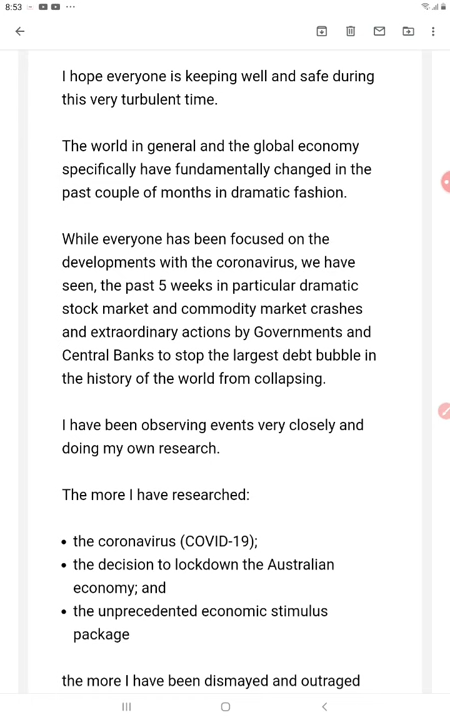 8:53
I hope everyone is keeping well and safe during
this very turbulent time.
The world in general and the global economy
specifically have fundamentally changed in the
past couple of months in dramatic fashion.
While everyone has been focused on the
developments with the coronavirus, we have
seen, the past 5 weeks in particular dramatic
stock market and commodity market crashes
and extraordinary actions by Governments and
Central Banks to stop the largest debt bubble in
the history of the world from collapsing.
I have been observing events very closely and
doing my own research.
The more I have researched:
• the coronavirus (COVID-19);
• the decision to lockdown the Australian
economy; and
• the unprecedented economic stimulus
package
the more I have been dismayed and outraged